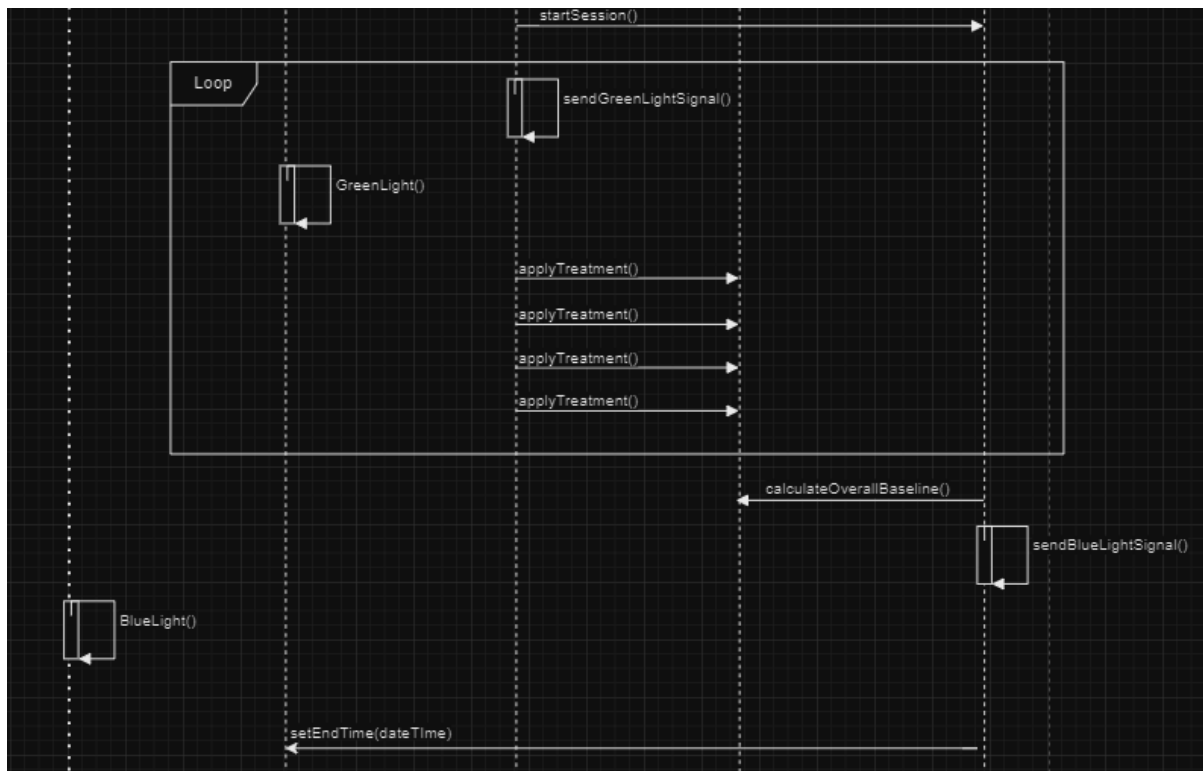 startSession()
Loop
sendGreenLightSignal()
GreenLight()
applyTreatment()
applyTreatment()
applyTreatment()
applyTreatment()
calculateOverallBaseline()
sendBlueLightSignal()
BlueLight()
setEndTime(dateTIme)